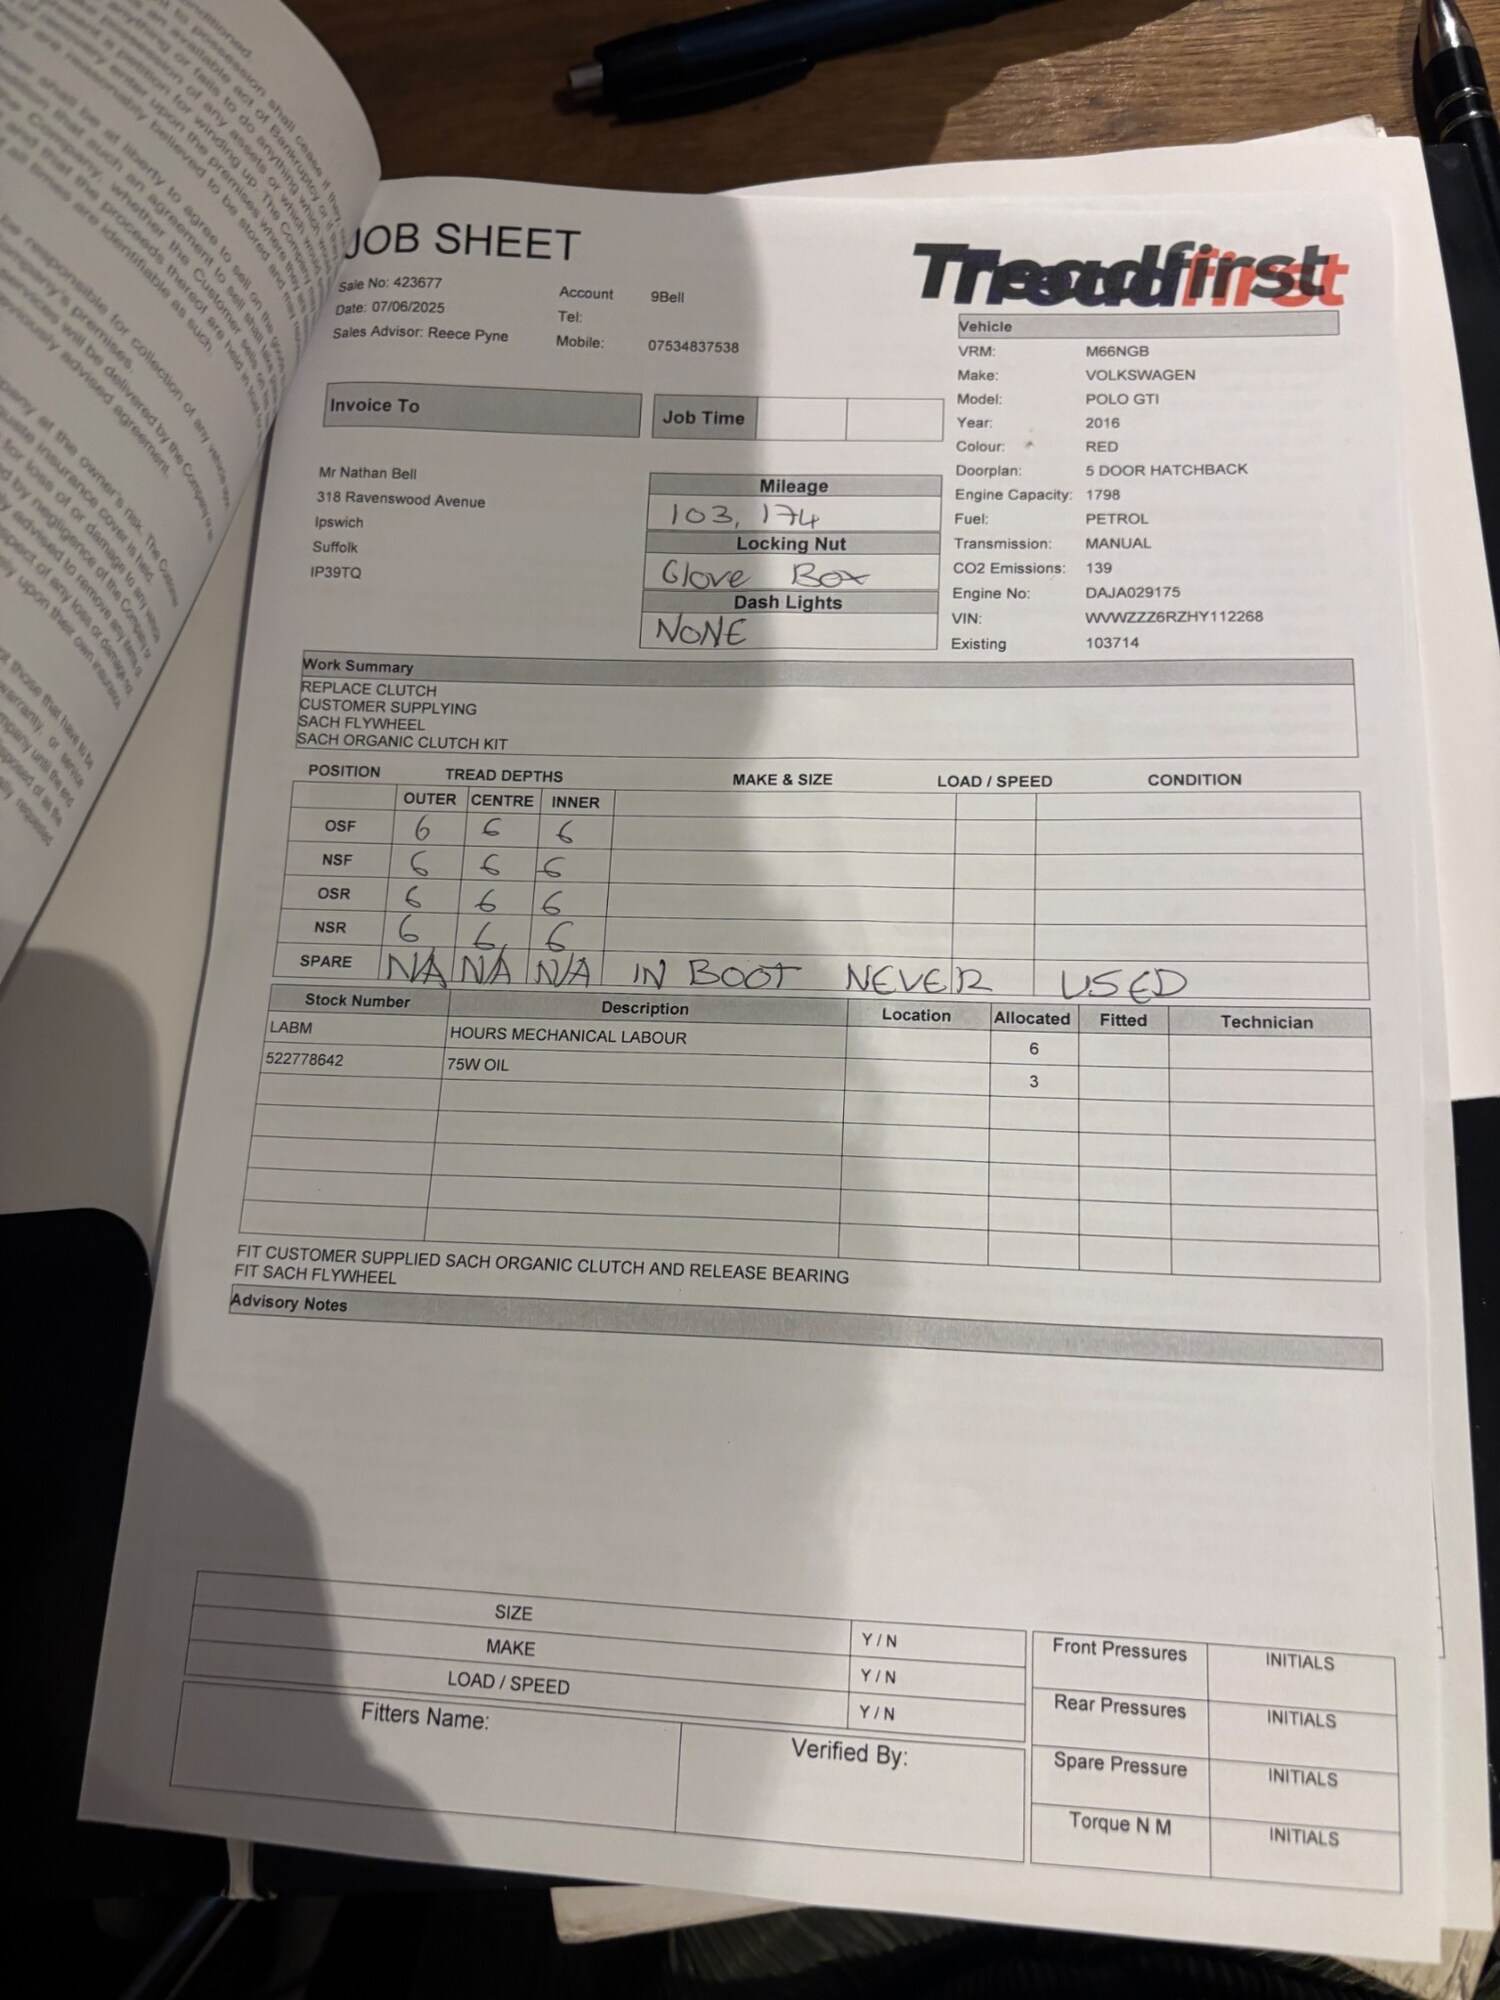 JOB SHEET
Treadfirst
Sale No: 423677
Date: 07/06/2025
Sales Advisor: Reece Pyne
Account 9Bell
Tel:
Mobile: 07534837538
Vehicle
VRM: M66NGB
Make: VOLKSWAGEN
Model: POLO GTI
Year: 2016
Colour: RED
Doorplan: 5 DOOR HATCHBACK
Engine Capacity: 1798
Fuel: PETROL
Transmission: MANUAL
CO2 Emissions: 139
Engine No: DAJA029175
VIN: WVWZZZ6RZHY112268
Existing 103714
Invoice To
Job Time
Mr Nathan Bell
318 Ravenswood Avenue
Ipswich
Suffolk
IP39TQ
Mileage
103,174
Locking Nut
Glove Box
Dash Lights
NONE
Work Summary
REPLACE CLUTCH
CUSTOMER SUPPLYING
SACH FLYWHEEL
SACH ORGANIC CLUTCH KIT
POSITION TREAD DEPTHS MAKE & SIZE LOAD / SPEED CONDITION
OUTER CENTRE INNER
OSF 6 6 6
NSF 6 6 6
OSR 6 6 6
NSR 6 6 6
SPARE N/A N/A N/A IN BOOT NEVER USED
Stock Number Description Location Allocated Fitted Technician
LABM HOURS MECHANICAL LABOUR 6
522778642 75W OIL 3
FIT CUSTOMER SUPPLIED SACH ORGANIC CLUTCH AND RELEASE BEARING
FIT SACH FLYWHEEL
Advisory Notes
SIZE Y / N
MAKE Y / N
LOAD / SPEED Y / N
Fitters Name:
Verified By:
Front Pressures INITIALS
Rear Pressures INITIALS
Spare Pressure INITIALS
Torque N M INITIALS